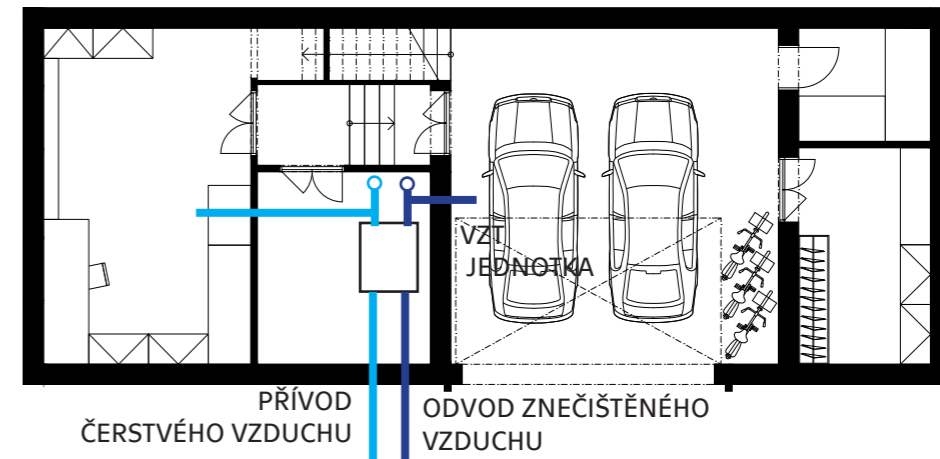 VZT
JEDNOTKA
PŘÍVOD
ČERSTVÉHO VZDUCHU
ODVOD ZNEČIŠTĚNÉHO
VZDUCHU